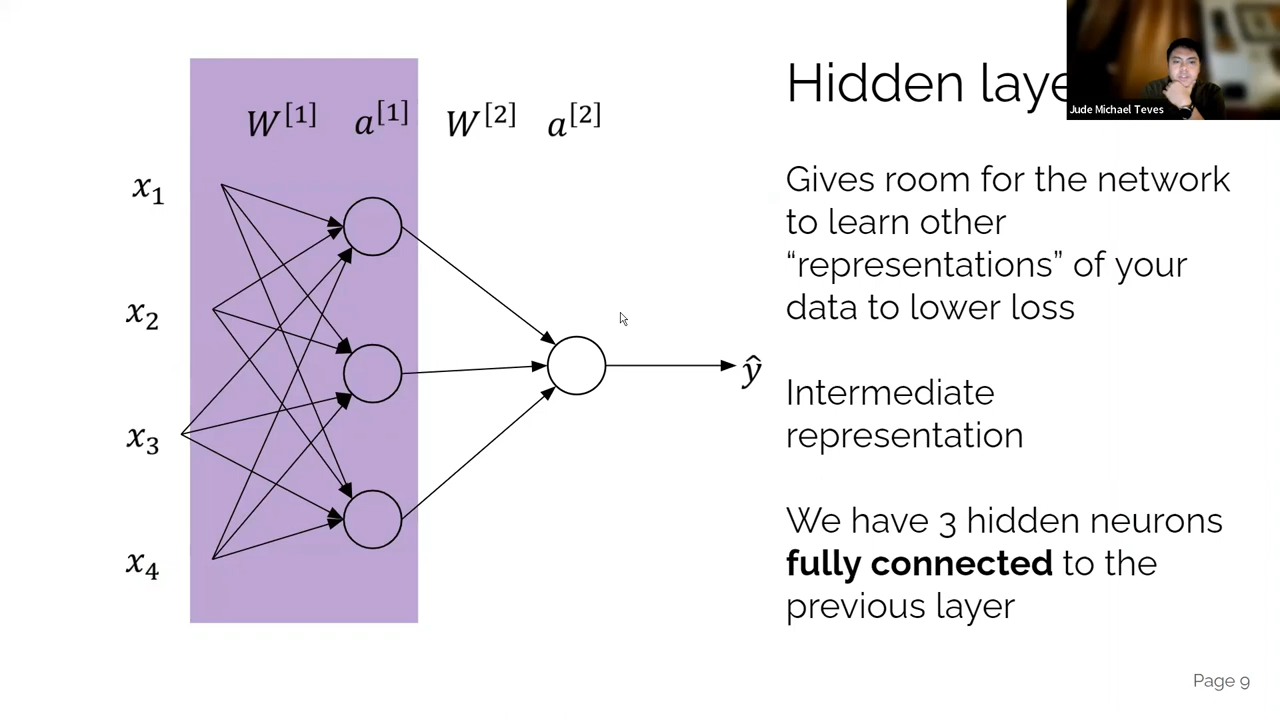 Hidden laye
Jude Michael Teves
W[1] a[1] W[2] a[2]
x1
x2
x3
x4
ŷ
Gives room for the network
to learn other
“representations” of your
data to lower loss
Intermediate
representation
We have 3 hidden neurons
fully connected to the
previous layer
Page 9